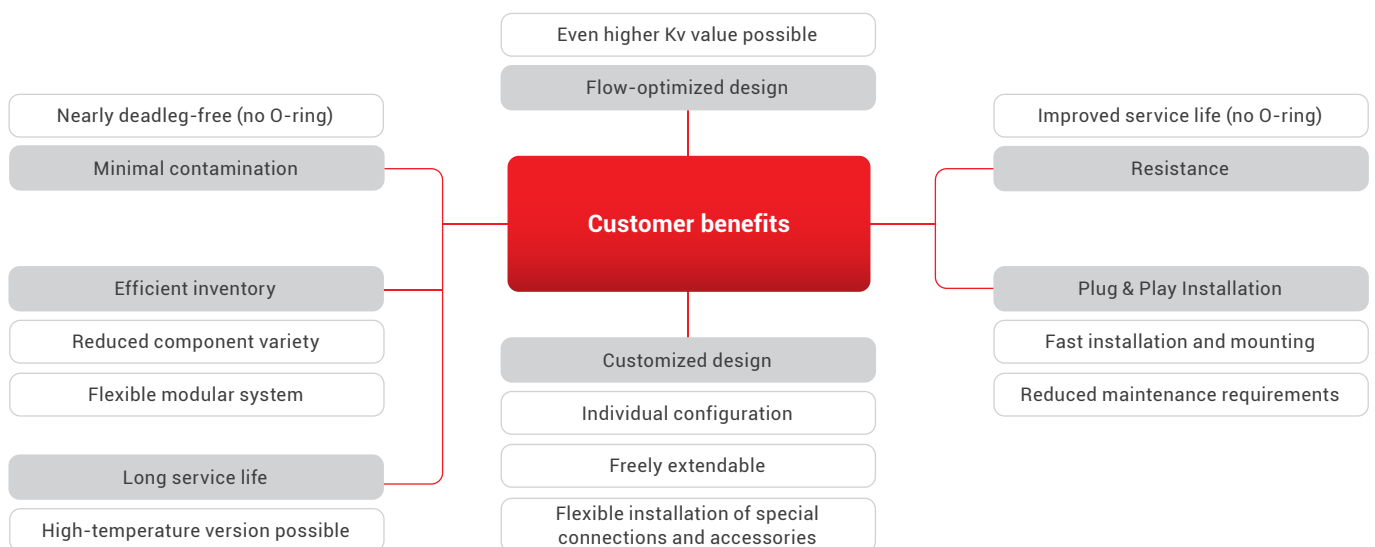 Even higher Kv value possible
Flow-optimized design
Nearly deadleg-free (no O-ring)
Minimal contamination
Improved service life (no O-ring)
Resistance
Customer benefits
Efficient inventory
Reduced component variety
Flexible modular system
Plug & Play Installation
Fast installation and mounting
Reduced maintenance requirements
Customized design
Individual configuration
Freely extendable
Flexible installation of special
connections and accessories
Long service life
High-temperature version possible